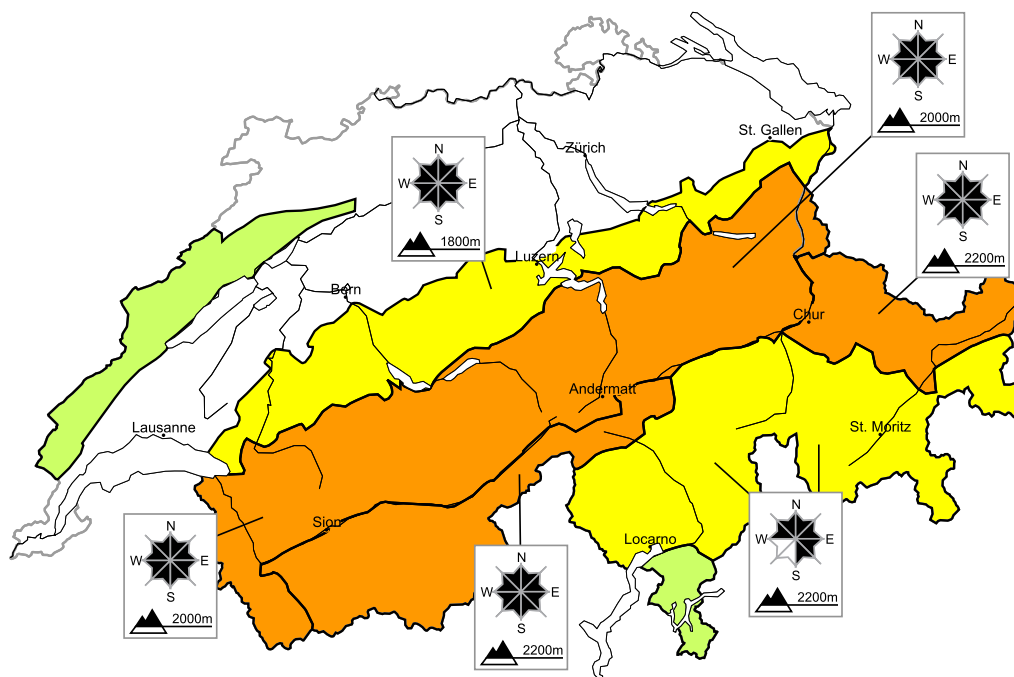 N
W E
S
2000m
St. Gallen
N
W E
S
1800m
Zürich
N
W E
S
2200m
Luzern
Bern
Chur
Andermatt
Lausanne
St. Moritz
N
W E
S
2000m
Sion
N
W E
S
2200m
Locarno
N
W E
S
2200m